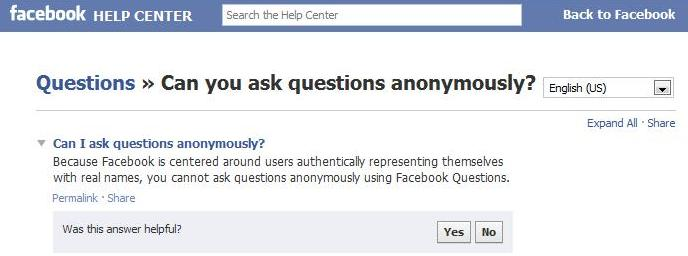 facebook HELP CENTER Search the Help Center Back to Facebook
Questions » Can you ask questions anonymously? English (US)
Expand All · Share
Can I ask questions anonymously?
Because Facebook is centered around users authentically representing themselves
with real names, you cannot ask questions anonymously using Facebook Questions.
Permalink · Share
Was this answer helpful? Yes No